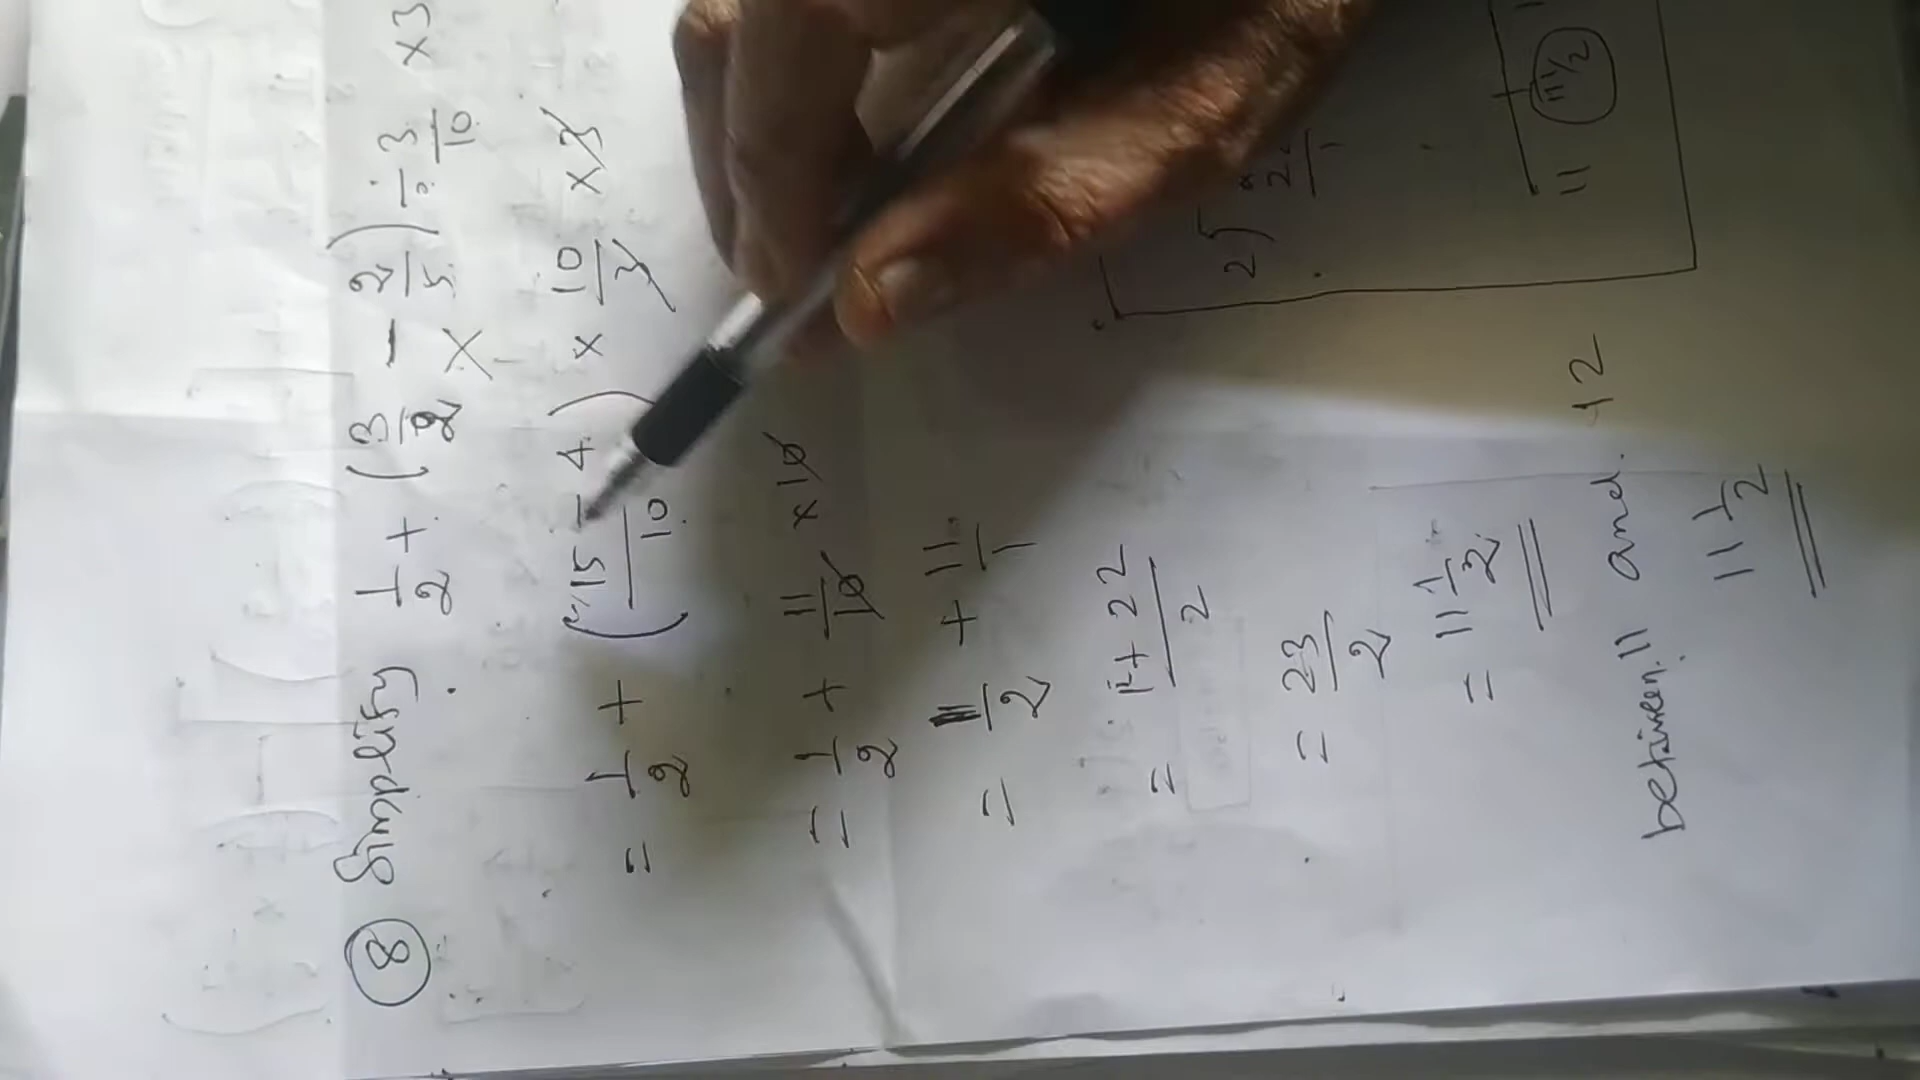 ⑧ Simplify 1/2 + (3/2 - 2/5) ÷ 3/10 × 3
= 1/2 + ((15 - 4)/10) × 10/3 × 3
= 1/2 + 11/10 × 10
= 1/2 + 11/1
= (1 + 22)/2
= 23/2
= 11 1/2
between 11 and 12
11 1/2
11
11 1/2